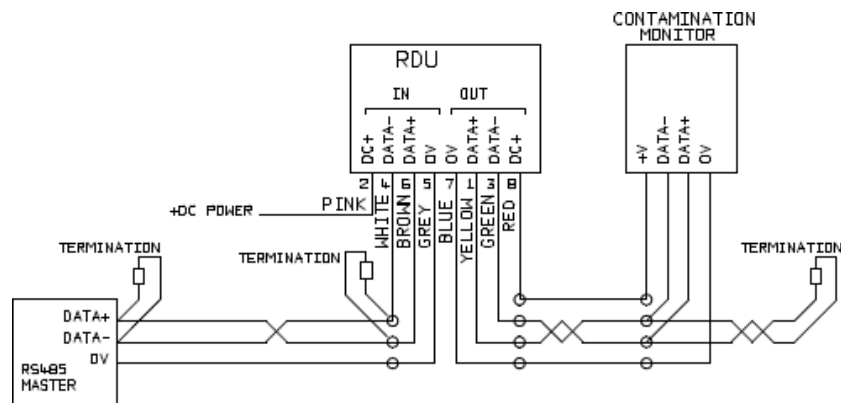 CONTAMINATION
MONITOR
RDU
IN
OUT
DC+
DATA-
DATA+
0V
0V
DATA+
DATA-
DC+
+V
DATA-
DATA+
0V
2
4
6
5
7
1
3
8
+DC POWER
PINK
WHITE
BROWN
GREY
BLUE
YELLOW
GREEN
RED
TERMINATION
TERMINATION
TERMINATION
DATA+
DATA-
0V
RS485
MASTER